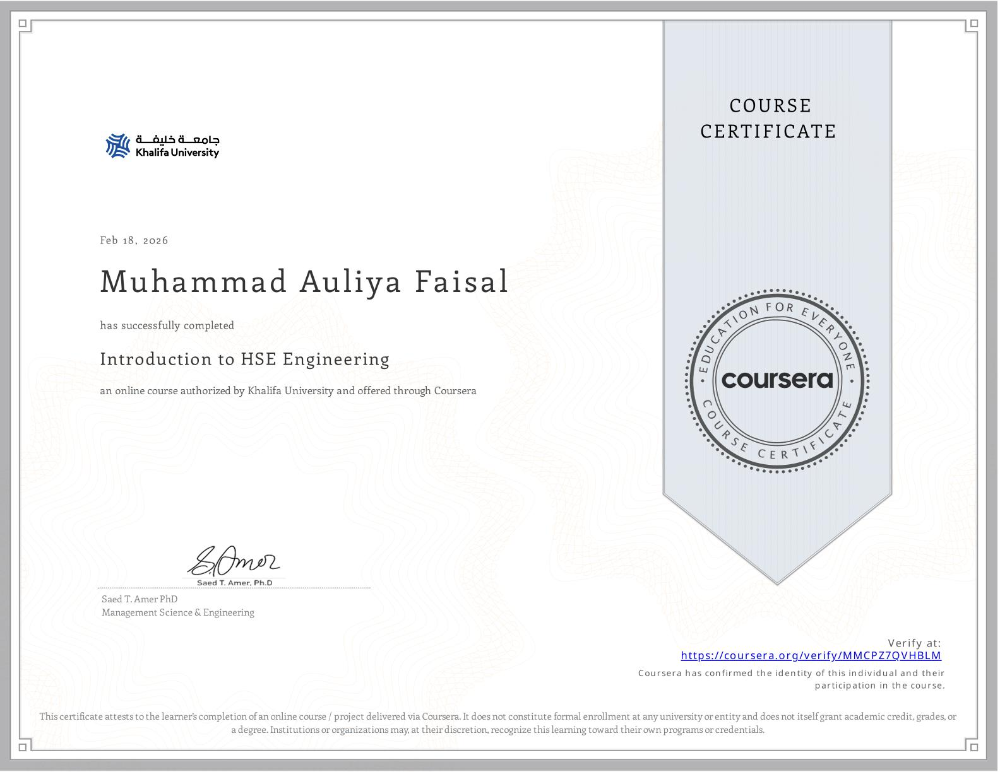 COURSE
CERTIFICATE
جامعة خليفة
Khalifa University
Feb 18, 2026
Muhammad Auliya Faisal
has successfully completed
Introduction to HSE Engineering
an online course authorized by Khalifa University and offered through Coursera
EDUCATION FOR EVERYONE
coursera
COURSE CERTIFICATE
S. Amer
Saed T. Amer, Ph.D
Saed T. Amer PhD
Management Science & Engineering
Verify at:
https://coursera.org/verify/MMCPZ7QVHBLM
Coursera has confirmed the identity of this individual and their
participation in the course.
This certificate attests to the learner's completion of an online course / project delivered via Coursera. It does not constitute formal enrollment at any university or entity and does not itself grant academic credit, grades, or
a degree. Institutions or organizations may, at their discretion, recognize this learning toward their own programs or credentials.